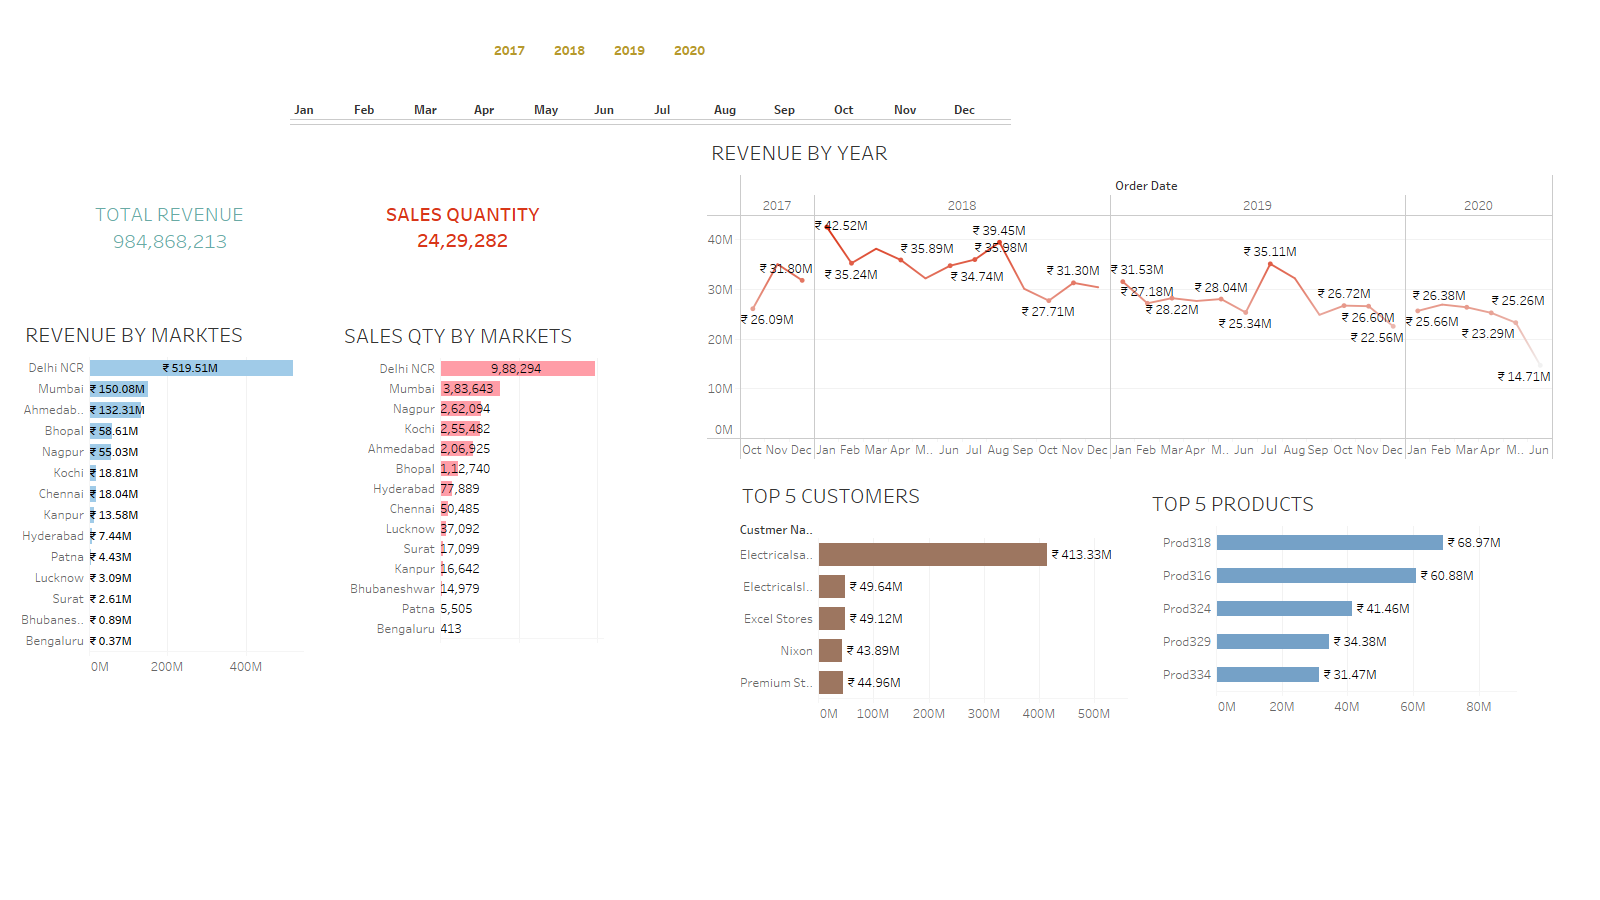 2017 2018 2019 2020
Jan Feb Mar Apr May Jun Jul Aug Sep Oct Nov Dec
TOTAL REVENUE
984,868,213
SALES QUANTITY
24,29,282
REVENUE BY MARKTES
Delhi NCR ₹ 519.51M
Mumbai ₹ 150.08M
Ahmedab.. ₹ 132.31M
Bhopal ₹ 58.61M
Nagpur ₹ 55.03M
Kochi ₹ 18.81M
Chennai ₹ 18.04M
Kanpur ₹ 13.58M
Hyderabad ₹ 7.44M
Patna ₹ 4.43M
Lucknow ₹ 3.09M
Surat ₹ 2.61M
Bhubanes.. ₹ 0.89M
Bengaluru ₹ 0.37M
0M 200M 400M
SALES QTY BY MARKETS
Delhi NCR 9,88,294
Mumbai 3,83,643
Nagpur 2,62,094
Kochi 2,55,482
Ahmedabad 2,06,925
Bhopal 1,12,740
Hyderabad 77,889
Chennai 50,485
Lucknow 37,092
Surat 17,099
Kanpur 16,642
Bhubaneshwar 14,979
Patna 5,505
Bengaluru 413
REVENUE BY YEAR
Order Date
2017 2018 2019 2020
40M
30M
20M
10M
0M
₹ 26.09M
₹ 31.80M
₹ 42.52M
₹ 35.24M
₹ 35.89M
₹ 34.74M
₹ 35.98M
₹ 39.45M
₹ 27.71M
₹ 31.30M
₹ 31.53M
₹ 27.18M
₹ 28.22M
₹ 28.04M
₹ 25.34M
₹ 35.11M
₹ 26.72M
₹ 26.60M
₹ 22.56M
₹ 25.66M
₹ 26.38M
₹ 23.29M
₹ 25.26M
₹ 14.71M
Oct Nov Dec Jan Feb Mar Apr M.. Jun Jul Aug Sep Oct Nov Dec Jan Feb Mar Apr M.. Jun Jul Aug Sep Oct Nov Dec Jan Feb Mar Apr M.. Jun
TOP 5 CUSTOMERS
Custmer Na..
Electricalsa.. ₹ 413.33M
Electricalsl.. ₹ 49.64M
Excel Stores ₹ 49.12M
Nixon ₹ 43.89M
Premium St.. ₹ 44.96M
0M 100M 200M 300M 400M 500M
TOP 5 PRODUCTS
Prod318 ₹ 68.97M
Prod316 ₹ 60.88M
Prod324 ₹ 41.46M
Prod329 ₹ 34.38M
Prod334 ₹ 31.47M
0M 20M 40M 60M 80M